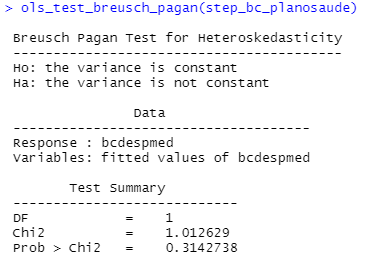 > ols_test_breusch_pagan(step_bc_planosaude)
Breusch Pagan Test for Heteroskedasticity
-----------------------------------------
Ho: the variance is constant
Ha: the variance is not constant
Data
-------------------------------------
Response : bcdespmed
Variables: fitted values of bcdespmed
Test Summary
----------------------------
DF = 1
Chi2 = 1.012629
Prob > Chi2 = 0.3142738